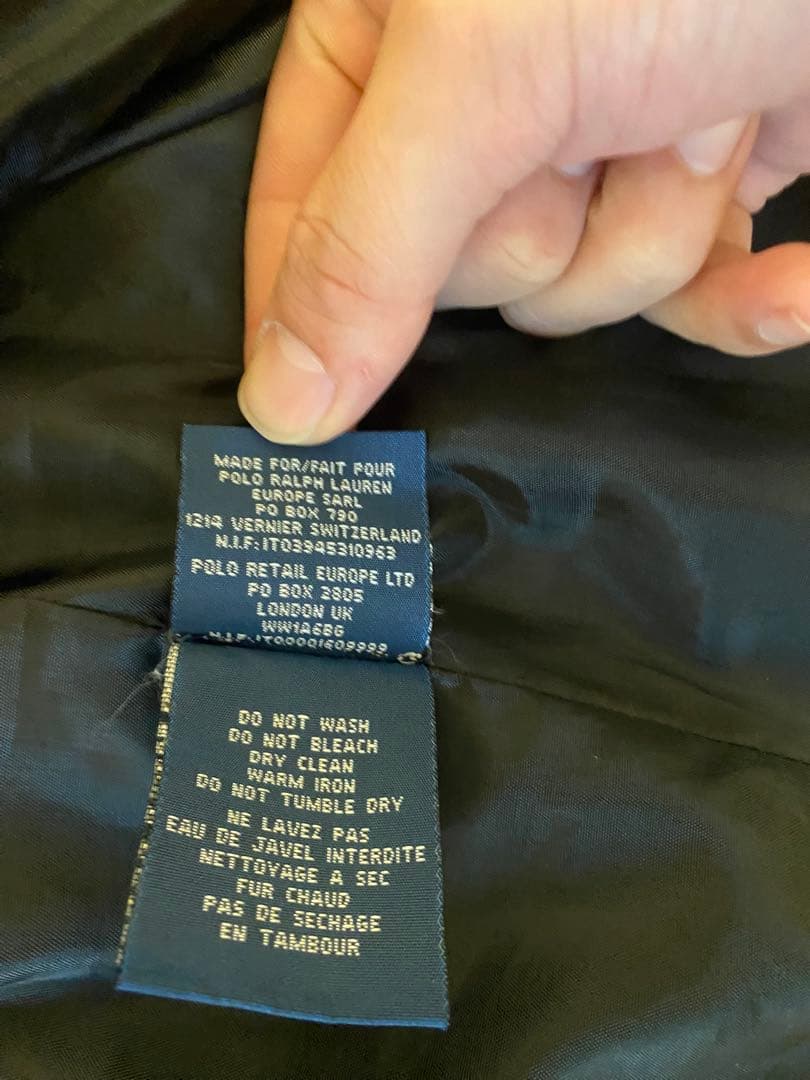 MADE FOR/FAIT POUR
POLO RALPH LAUREN
EUROPE SARL
PO BOX 790
1214 VERNIER SWITZERLAND
N.I.F:IT03945310963
POLO RETAIL EUROPE LTD
PO BOX 2805
LONDON UK
WW1A6BG
N.I.F:IT00001609999
DO NOT WASH
DO NOT BLEACH
DRY CLEAN
WARM IRON
DO NOT TUMBLE DRY
NE LAVEZ PAS
EAU DE JAVEL INTERDITE
NETTOYAGE A SEC
FUR CHAUD
PAS DE SECHAGE
EN TAMBOUR